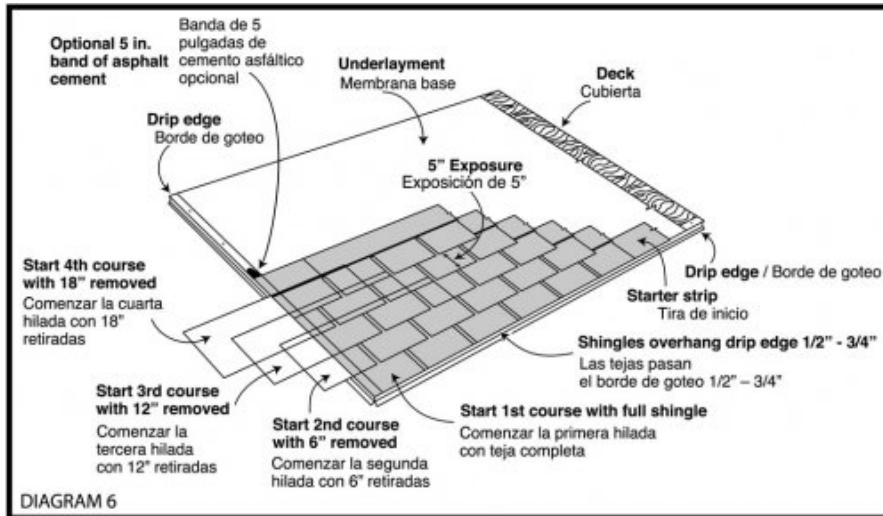 Optional 5 in.
band of asphalt
cement
Banda de 5
pulgadas de
cemento asfáltico
opcional
Underlayment
Membrana base
Deck
Cubierta
Drip edge
Borde de goteo
5” Exposure
Exposición de 5”
Start 4th course
with 18” removed
Comenzar la cuarta
hilada con 18”
retiradas
Drip edge / Borde de goteo
Starter strip
Tira de inicio
Shingles overhang drip edge 1/2” - 3/4”
Las tejas pasan
el borde de goteo 1/2” – 3/4”
Start 3rd course
with 12” removed
Comenzar la
tercera hilada
con 12” retiradas
Start 2nd course
with 6” removed
Comenzar la segunda
hilada con 6” retiradas
Start 1st course with full shingle
Comenzar la primera hilada
con teja completa
DIAGRAM 6